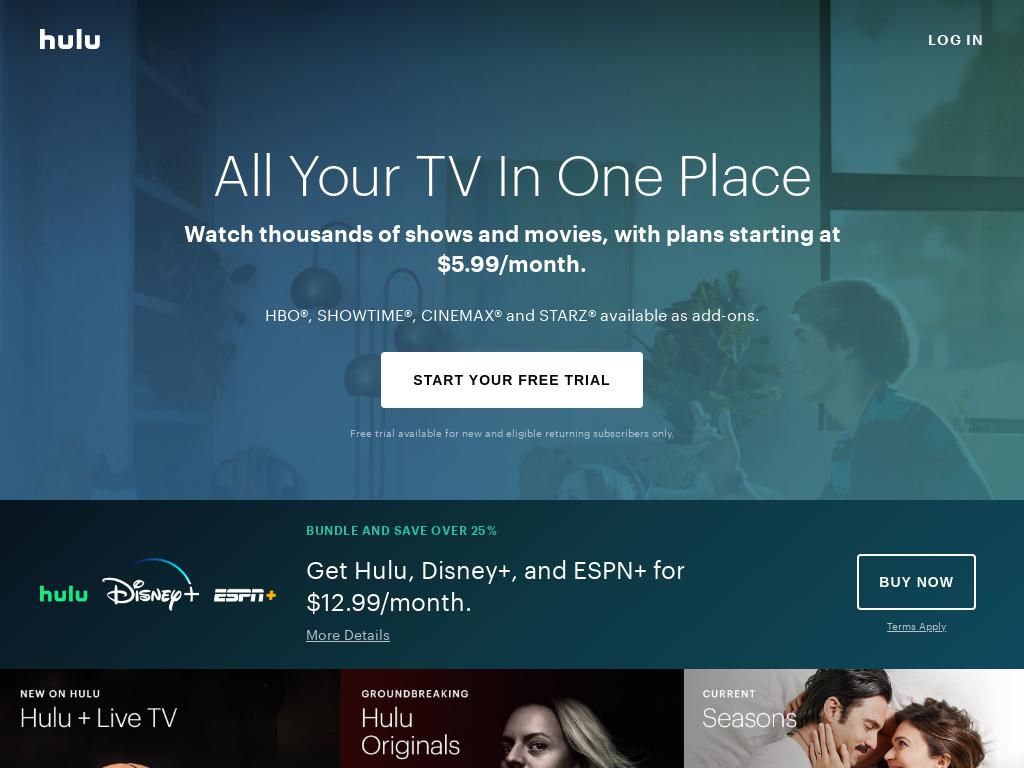 hulu
LOG IN
All Your TV In One Place
Watch thousands of shows and movies, with plans starting at
$5.99/month.
HBO®, SHOWTIME®, CINEMAX® and STARZ® available as add-ons.
START YOUR FREE TRIAL
Free trial available for new and eligible returning subscribers only.
BUNDLE AND SAVE OVER 25%
hulu Disney+ ESPN+
Get Hulu, Disney+, and ESPN+ for
$12.99/month.
More Details
BUY NOW
Terms Apply
NEW ON HULU
Hulu + Live TV
GROUNDBREAKING
Hulu
Originals
CURRENT
Seasons